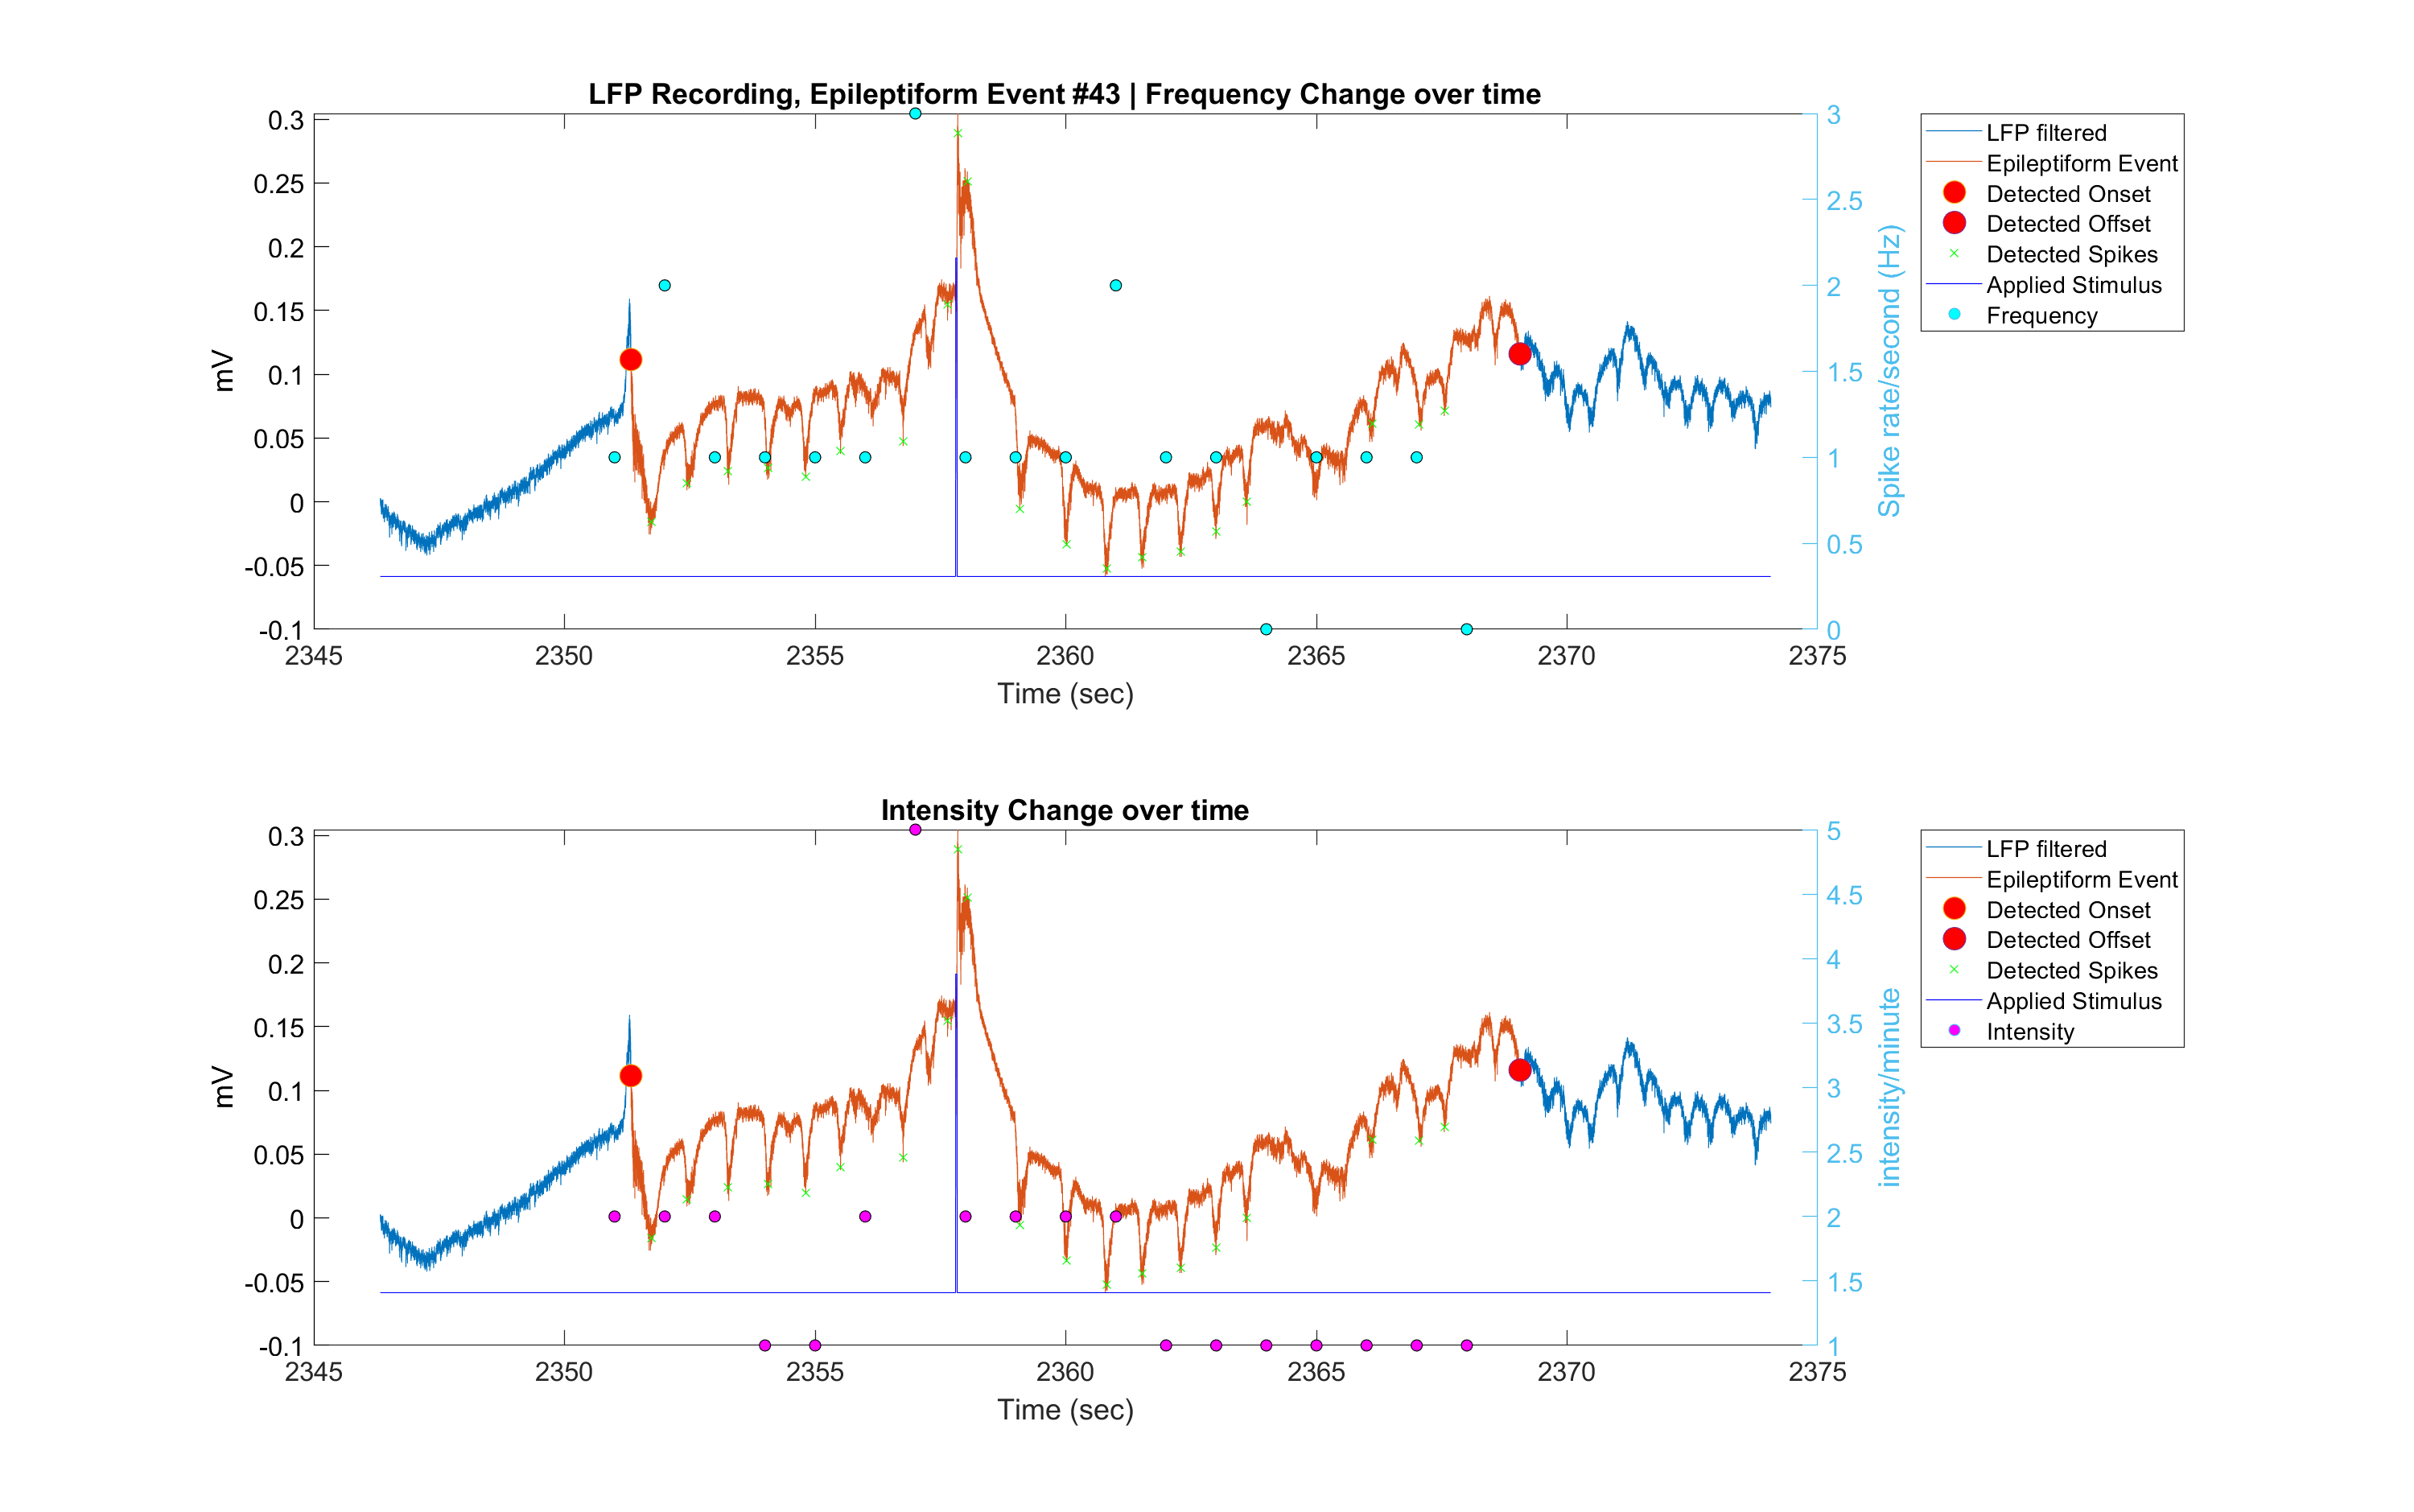 LFP Recording, Epileptiform Event #43 | Frequency Change over time
0.3
0.25
0.2
0.15
0.1
0.05
0
-0.05
-0.1
mV
3
2.5
2
1.5
1
0.5
0
Spike rate/second (Hz)
2345 2350 2355 2360 2365 2370 2375
Time (sec)
LFP filtered
Epileptiform Event
Detected Onset
Detected Offset
Detected Spikes
Applied Stimulus
Frequency
Intensity Change over time
0.3
0.25
0.2
0.15
0.1
0.05
0
-0.05
-0.1
mV
5
4.5
4
3.5
3
2.5
2
1.5
1
intensity/minute
2345 2350 2355 2360 2365 2370 2375
Time (sec)
LFP filtered
Epileptiform Event
Detected Onset
Detected Offset
Detected Spikes
Applied Stimulus
Intensity